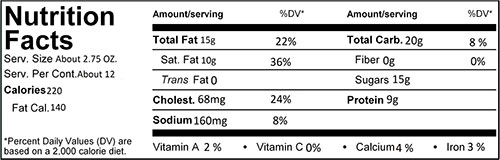 Nutrition
Facts
Serv. Size About 2.75 OZ.
Serv. Per Cont.About 12
Calories220
Fat Cal.140
*Percent Daily Values (DV) are
based on a 2,000 calorie diet.
Amount/serving %DV*
Total Fat 15g 22%
Sat. Fat 10g 36%
Trans Fat 0
Cholest. 68mg 24%
Sodium 160mg 8%
Amount/serving %DV*
Total Carb. 20g 8 %
Fiber 0g 0%
Sugars 15g
Protein 9g
Vitamin A 2 % • Vitamin C 0% • Calcium 4 % • Iron 3 %